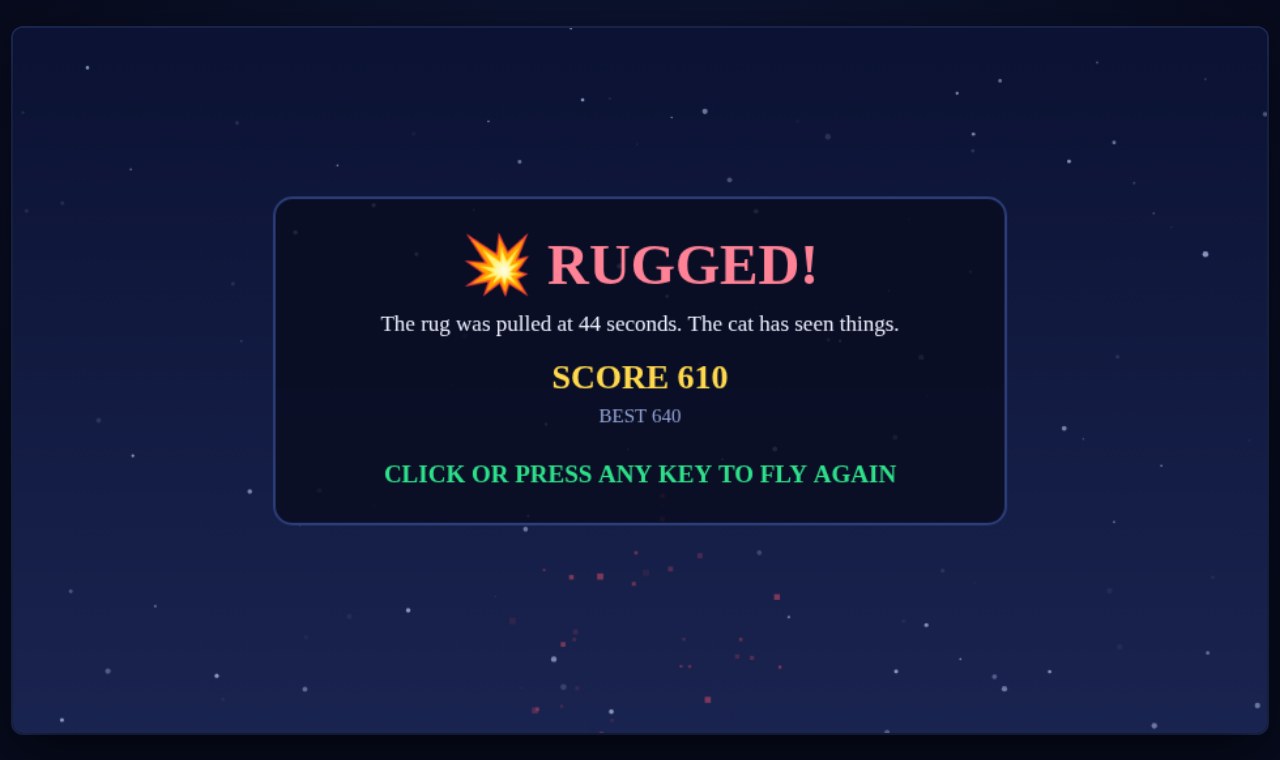 💥 RUGGED!
The rug was pulled at 44 seconds. The cat has seen things.
SCORE 610
BEST 640
CLICK OR PRESS ANY KEY TO FLY AGAIN